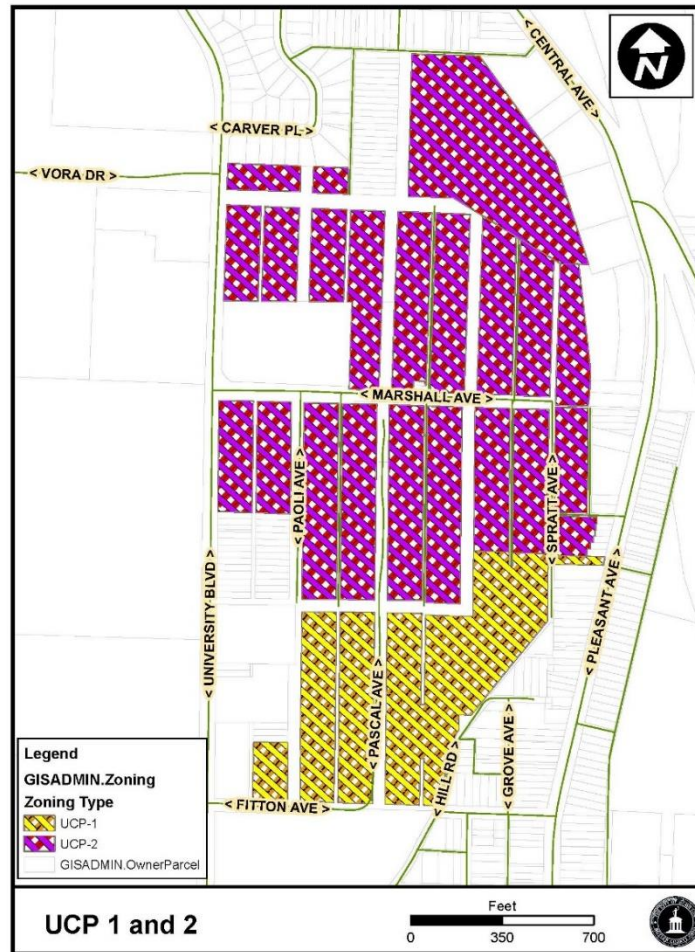 N
< CENTRAL AVE >
< CARVER PL >
< VORA DR >
< MARSHALL AVE >
< PAOLI AVE >
< SPRATT AVE >
< UNIVERSITY BLVD >
< PASCAL AVE >
< PLEASANT AVE >
< HILL RD >
< GROVE AVE >
< FITTON AVE >
Legend
GISADMIN.Zoning
Zoning Type
UCP-1
UCP-2
GISADMIN.OwnerParcel
UCP 1 and 2
Feet
0 350 700